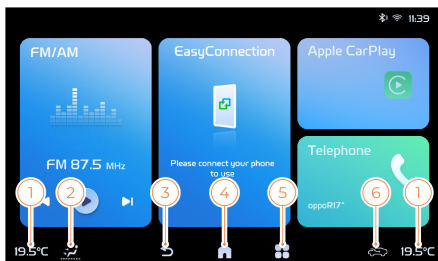 11:39
FM/AM
EasyConnection
Apple CarPlay
FM 87.5 MHz
Please connect your phone
to use
Telephone
oppoR17"
1
2
3
4
5
6
1
19.5°C
19.5°C